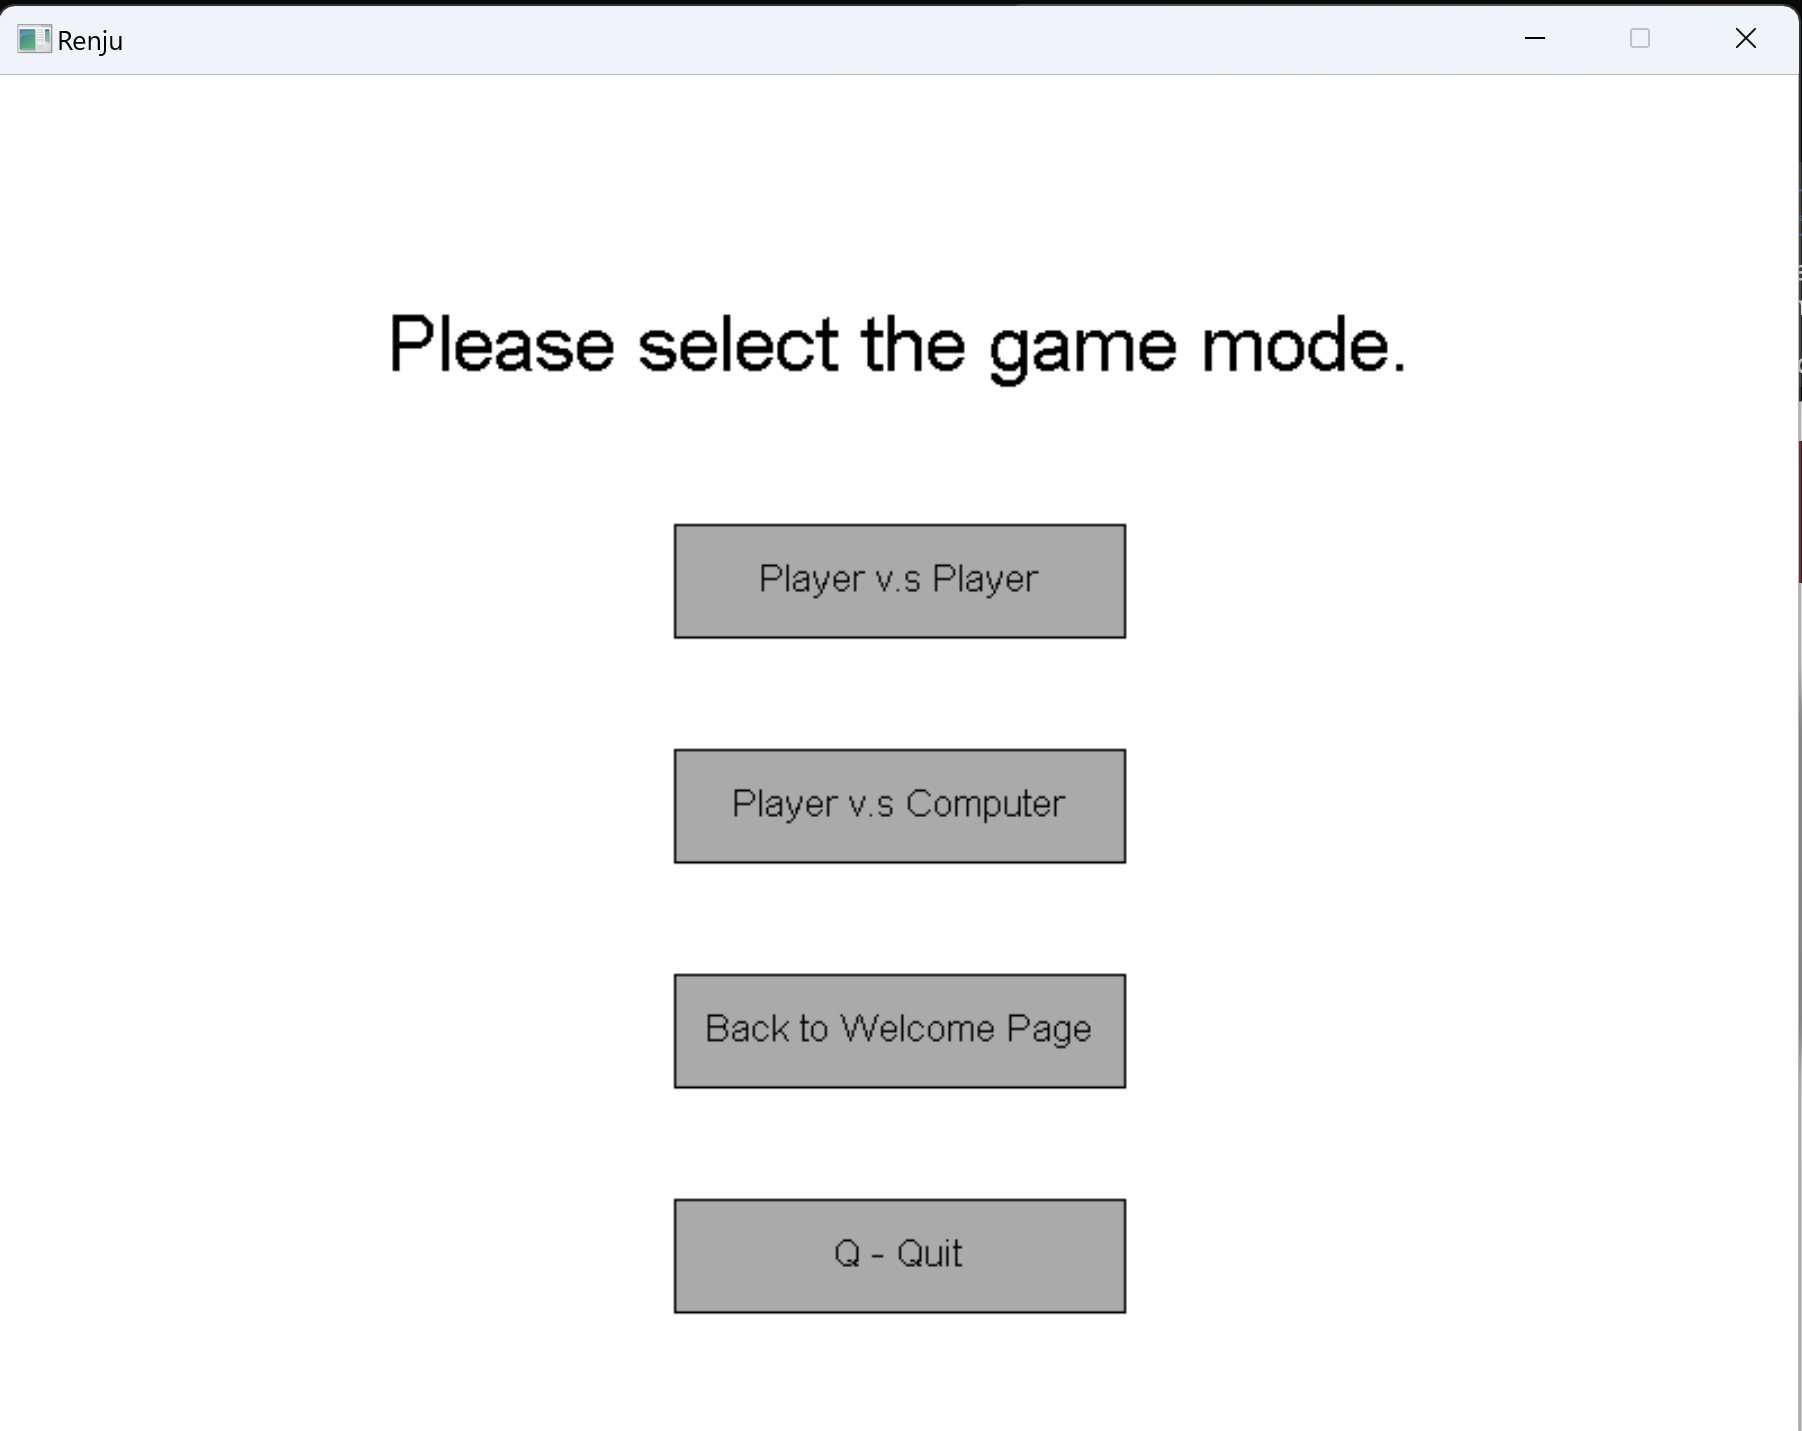 Renju
Please select the game mode.
Player v.s Player
Player v.s Computer
Back to Welcome Page
Q - Quit